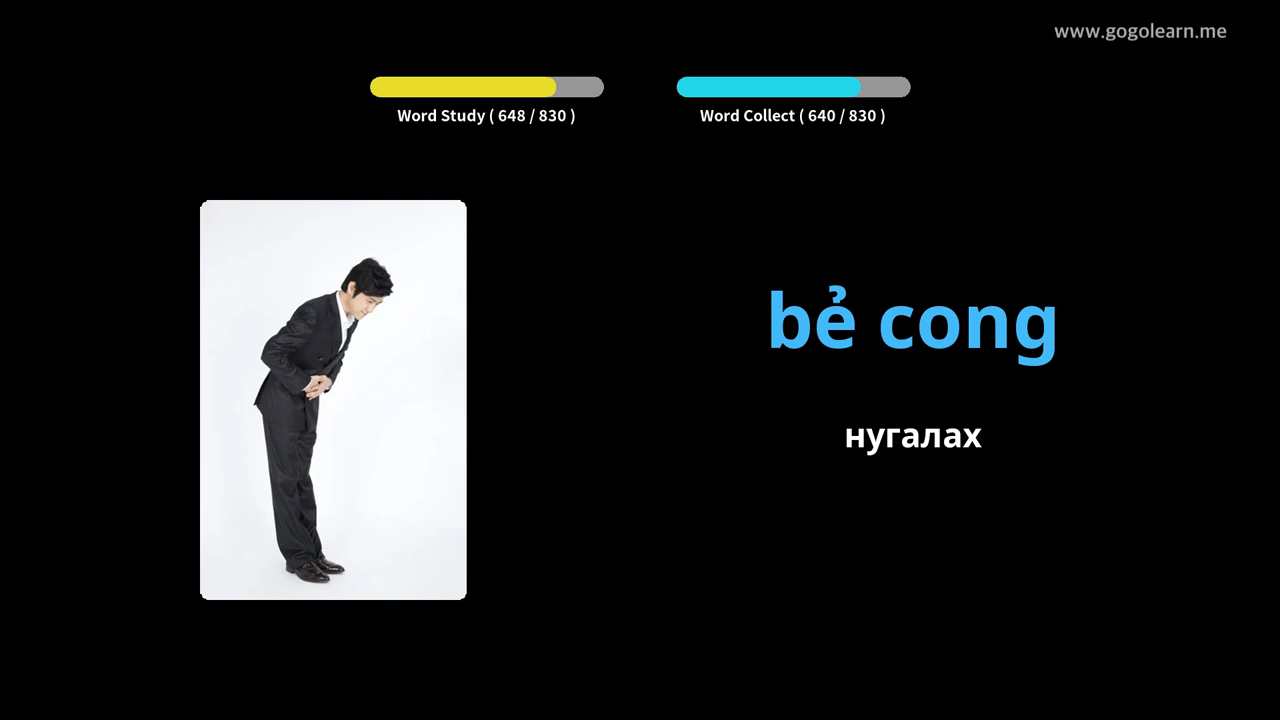 www.gogolearn.me
Word Study ( 648 / 830 )
Word Collect ( 640 / 830 )
bẻ cong
нугалах